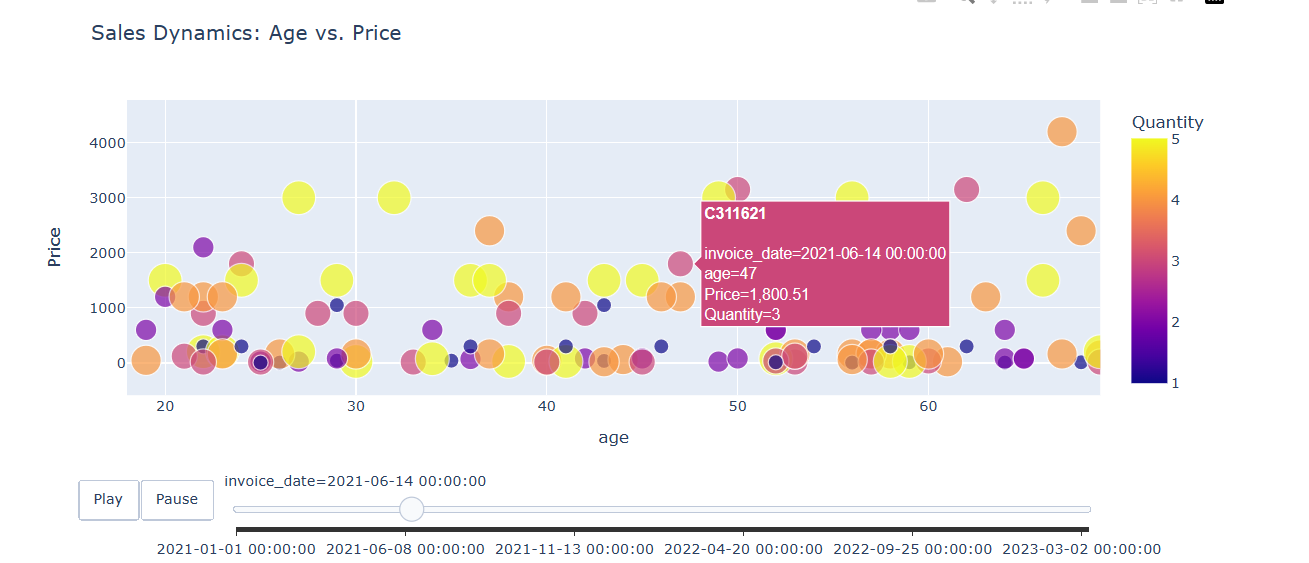 Sales Dynamics: Age vs. Price
Quantity
5
4
3
2
1
Price
4000
3000
2000
1000
0
C311621
invoice_date=2021-06-14 00:00:00
age=47
Price=1,800.51
Quantity=3
20 30 40 50 60
age
invoice_date=2021-06-14 00:00:00
Play Pause
2021-01-01 00:00:00 2021-06-08 00:00:00 2021-11-13 00:00:00 2022-04-20 00:00:00 2022-09-25 00:00:00 2023-03-02 00:00:00